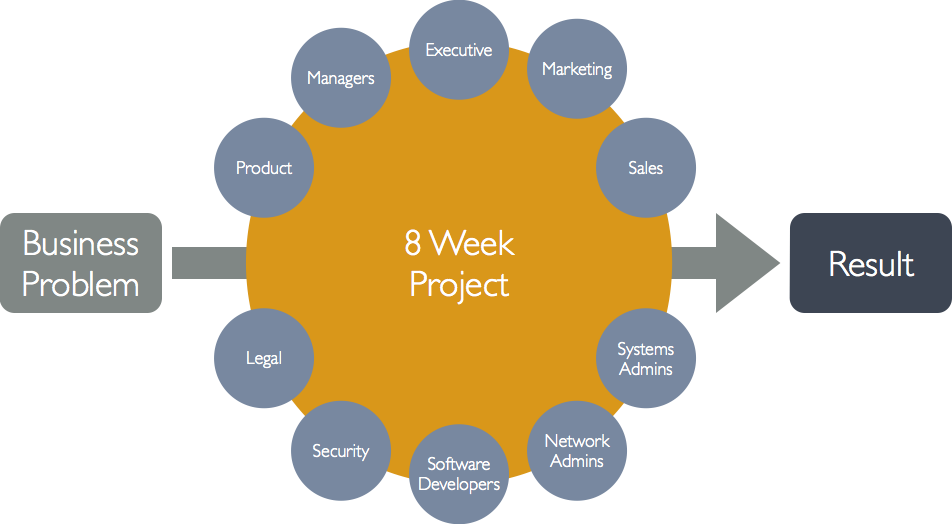 Executive
Marketing
Managers
Product
Sales
Business
Problem
8 Week
Project
Result
Legal
Systems
Admins
Security
Software
Developers
Network
Admins